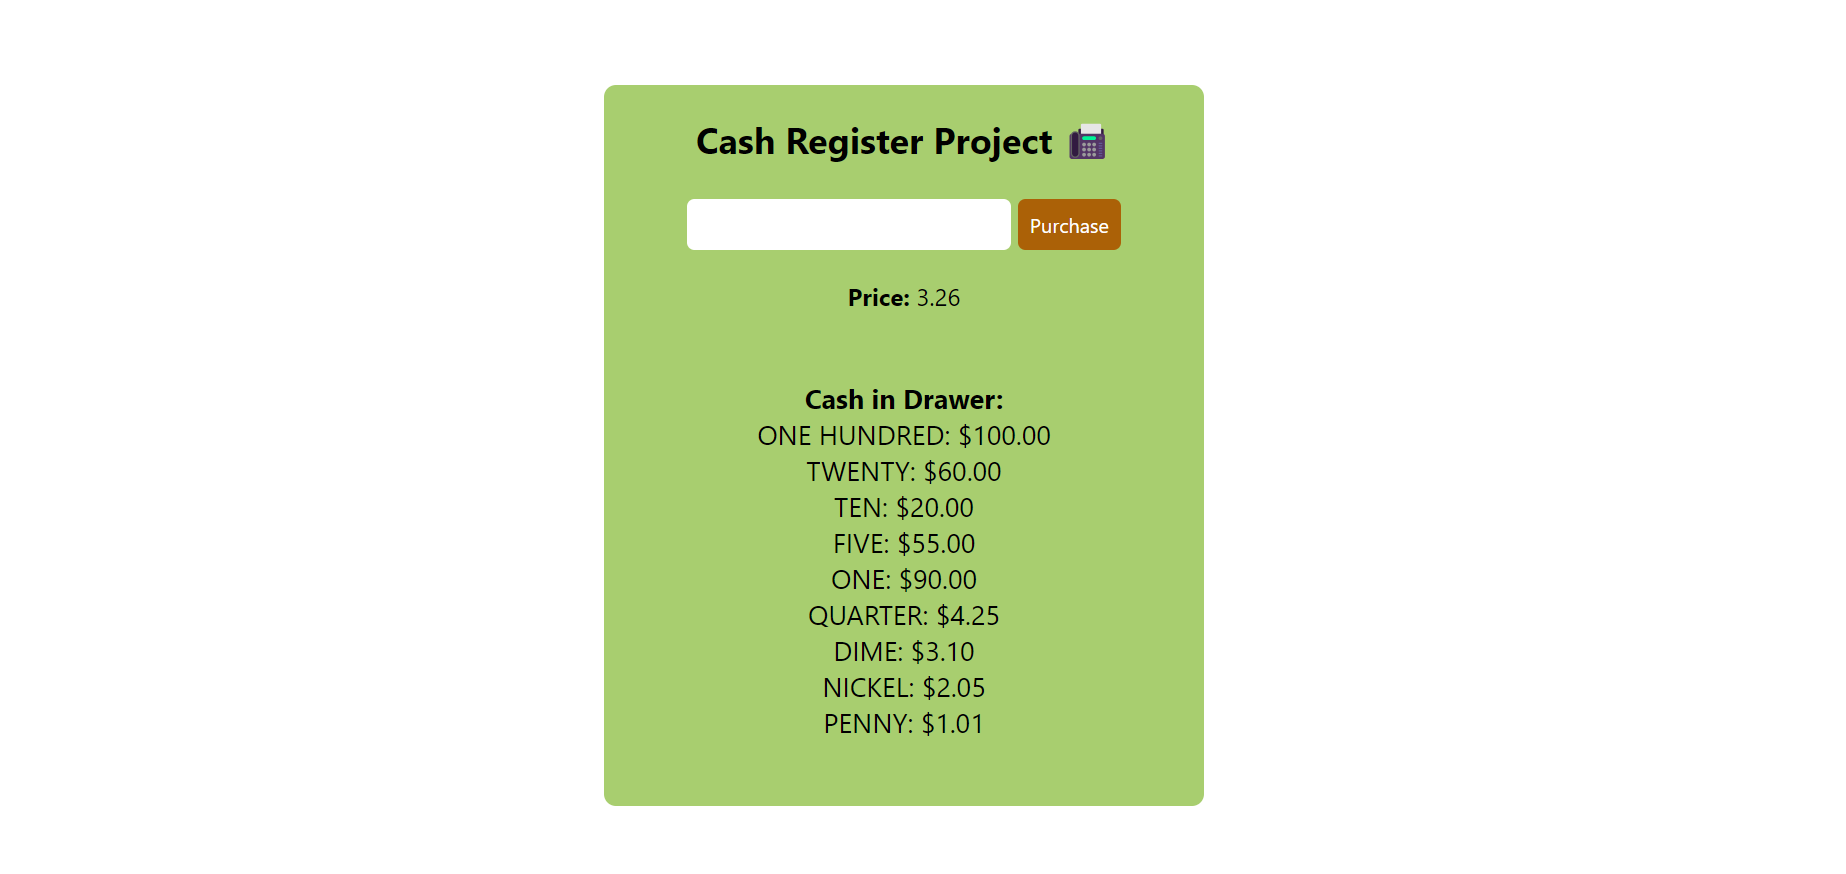 Cash Register Project
Purchase
Price: 3.26
Cash in Drawer:
ONE HUNDRED: $100.00
TWENTY: $60.00
TEN: $20.00
FIVE: $55.00
ONE: $90.00
QUARTER: $4.25
DIME: $3.10
NICKEL: $2.05
PENNY: $1.01